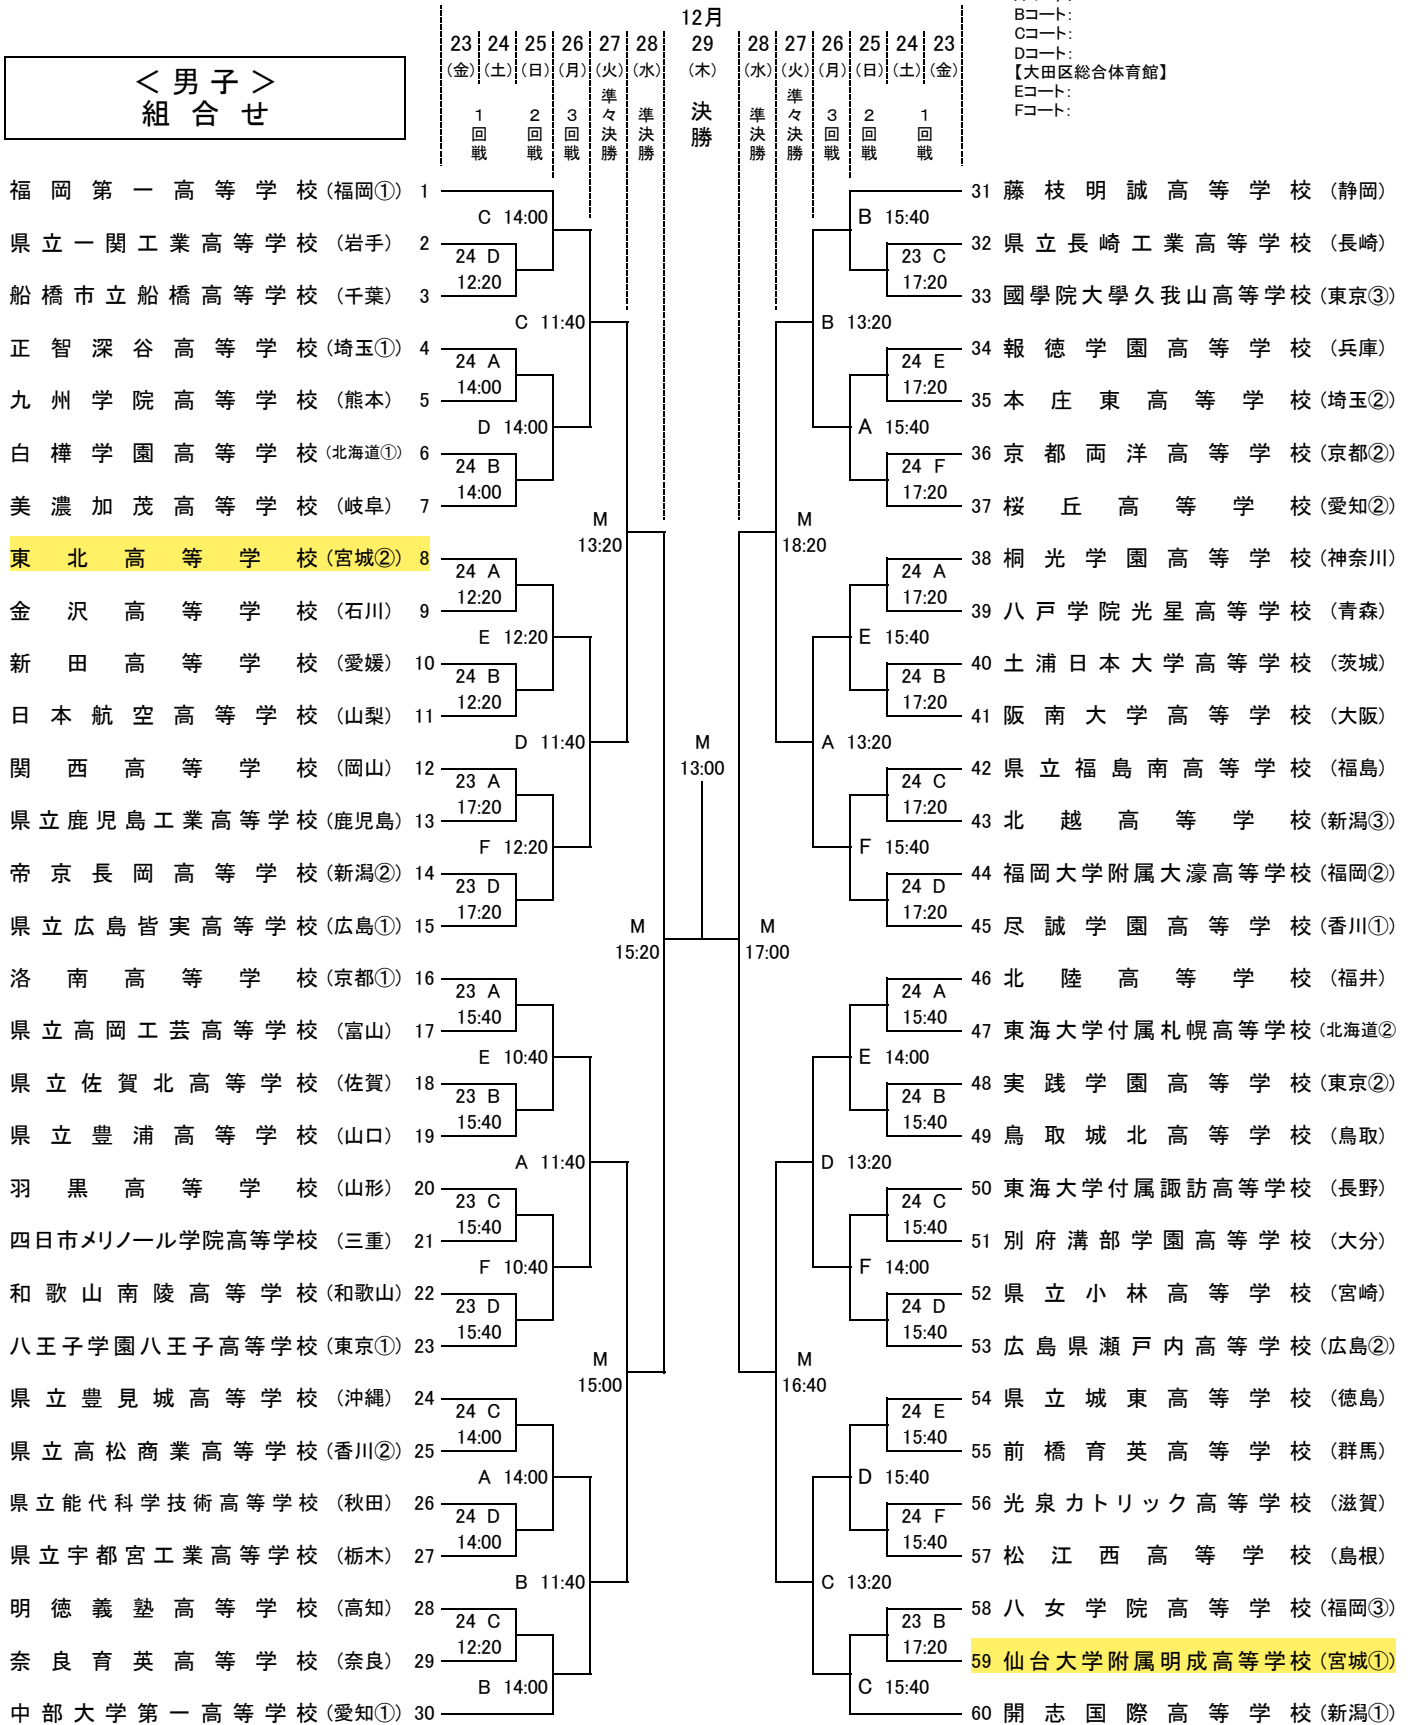 12月
23 24 25 26 27 28 29 28 27 26 25 24 23
(金) (土) (日) (月) (火) (水) (木) (水) (火) (月) (日) (土) (金)
1回戦 2回戦 3回戦 準々決勝 準決勝 決勝 準決勝 準々決勝 3回戦 2回戦 1回戦
Bコート:
Cコート:
Dコート:
【大田区総合体育館】
Eコート:
Fコート:
＜男子＞
組合せ
福岡第一高等学校 (福岡①) 1
県立一関工業高等学校 (岩手) 2
船橋市立船橋高等学校 (千葉) 3
正智深谷高等学校 (埼玉①) 4
九州学院高等学校 (熊本) 5
白樺学園高等学校 (北海道①) 6
美濃加茂高等学校 (岐阜) 7
東北高等学校 (宮城②) 8
金沢高等学校 (石川) 9
新田高等学校 (愛媛) 10
日本航空高等学校 (山梨) 11
関西高等学校 (岡山) 12
県立鹿児島工業高等学校 (鹿児島) 13
帝京長岡高等学校 (新潟②) 14
県立広島皆実高等学校 (広島①) 15
洛南高等学校 (京都①) 16
県立高岡工芸高等学校 (富山) 17
県立佐賀北高等学校 (佐賀) 18
県立豊浦高等学校 (山口) 19
羽黒高等学校 (山形) 20
四日市メリノール学院高等学校 (三重) 21
和歌山南陵高等学校 (和歌山) 22
八王子学園八王子高等学校 (東京①) 23
県立豊見城高等学校 (沖縄) 24
県立高松商業高等学校 (香川②) 25
県立能代科学技術高等学校 (秋田) 26
県立宇都宮工業高等学校 (栃木) 27
明徳義塾高等学校 (高知) 28
奈良育英高等学校 (奈良) 29
中部大学第一高等学校 (愛知①) 30
24 D
12:20
24 A
14:00
24 B
14:00
24 A
12:20
24 B
12:20
23 A
17:20
23 D
17:20
23 A
15:40
23 B
15:40
23 C
15:40
23 D
15:40
24 C
14:00
24 D
14:00
24 C
12:20
C 14:00
D 14:00
E 12:20
F 12:20
E 10:40
F 10:40
A 14:00
B 14:00
C 11:40
D 11:40
A 11:40
B 11:40
M
13:20
M
15:00
M
15:20
M
13:00
M
17:00
M
18:20
M
16:40
B 13:20
A 13:20
D 13:20
C 13:20
B 15:40
A 15:40
E 15:40
F 15:40
E 14:00
F 14:00
D 15:40
C 15:40
23 C
17:20
24 E
17:20
24 F
17:20
24 A
17:20
24 B
17:20
24 C
17:20
24 D
17:20
24 A
15:40
24 B
15:40
24 C
15:40
24 D
15:40
24 E
15:40
24 F
15:40
23 B
17:20
31 藤枝明誠高等学校 (静岡)
32 県立長崎工業高等学校 (長崎)
33 國學院大學久我山高等学校 (東京③)
34 報徳学園高等学校 (兵庫)
35 本庄東高等学校 (埼玉②)
36 京都両洋高等学校 (京都②)
37 桜丘高等学校 (愛知②)
38 桐光学園高等学校 (神奈川)
39 八戸学院光星高等学校 (青森)
40 土浦日本大学高等学校 (茨城)
41 阪南大学高等学校 (大阪)
42 県立福島南高等学校 (福島)
43 北越高等学校 (新潟③)
44 福岡大学附属大濠高等学校 (福岡②)
45 尽誠学園高等学校 (香川①)
46 北陸高等学校 (福井)
47 東海大学付属札幌高等学校 (北海道②
48 実践学園高等学校 (東京②)
49 鳥取城北高等学校 (鳥取)
50 東海大学付属諏訪高等学校 (長野)
51 別府溝部学園高等学校 (大分)
52 県立小林高等学校 (宮崎)
53 広島県瀬戸内高等学校 (広島②)
54 県立城東高等学校 (徳島)
55 前橋育英高等学校 (群馬)
56 光泉カトリック高等学校 (滋賀)
57 松江西高等学校 (島根)
58 八女学院高等学校 (福岡③)
59 仙台大学附属明成高等学校 (宮城①)
60 開志国際高等学校 (新潟①)